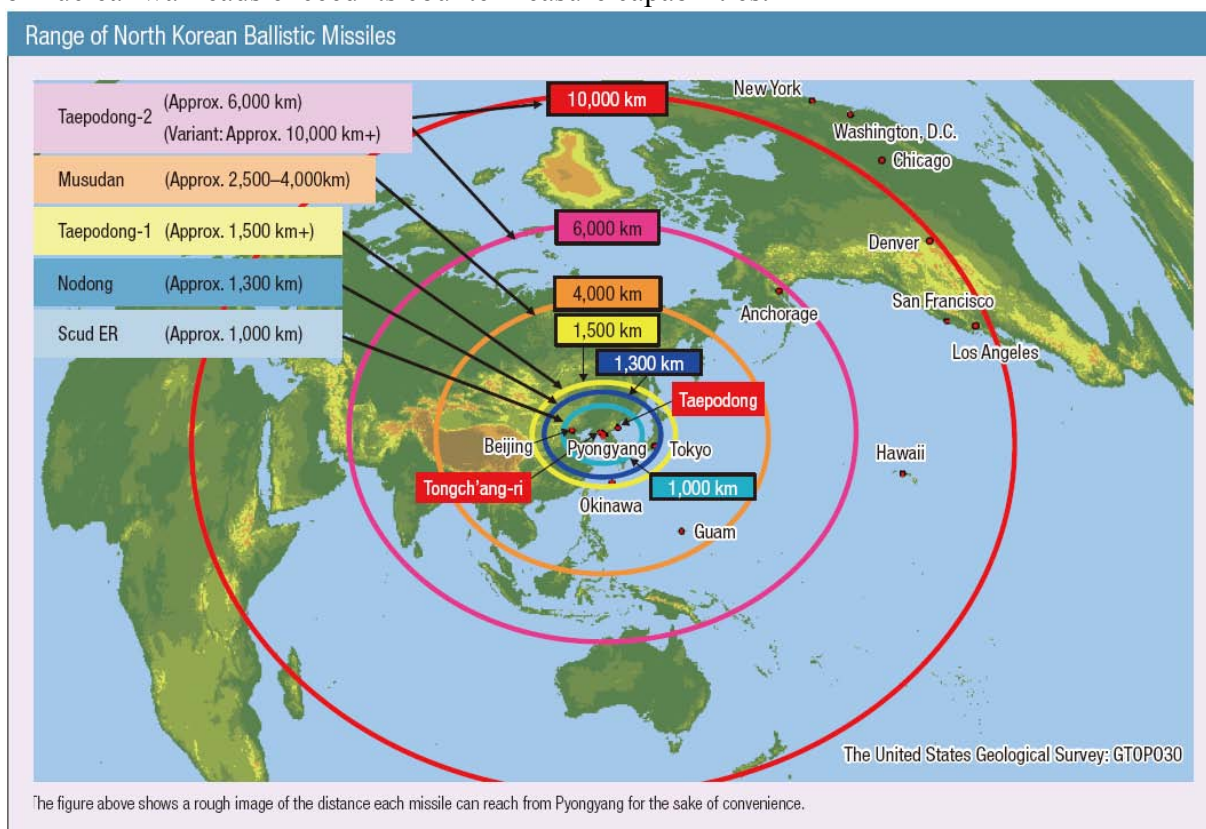 Range of North Korean Ballistic Missiles
Taepodong-2
(Approx. 6,000 km)
(Variant: Approx. 10,000 km+)
Musudan
(Approx. 2,500–4,000km)
Taepodong-1
(Approx. 1,500 km+)
Nodong
(Approx. 1,300 km)
Scud ER
(Approx. 1,000 km)
10,000 km
6,000 km
4,000 km
1,500 km
1,300 km
1,000 km
New York
Washington, D.C.
Chicago
Denver
San Francisco
Los Angeles
Anchorage
Hawaii
Taepodong
Beijing
Pyongyang
Tokyo
Tongch’ang-ri
Okinawa
Guam
The United States Geological Survey: GTOPO30
The figure above shows a rough image of the distance each missile can reach from Pyongyang for the sake of convenience.